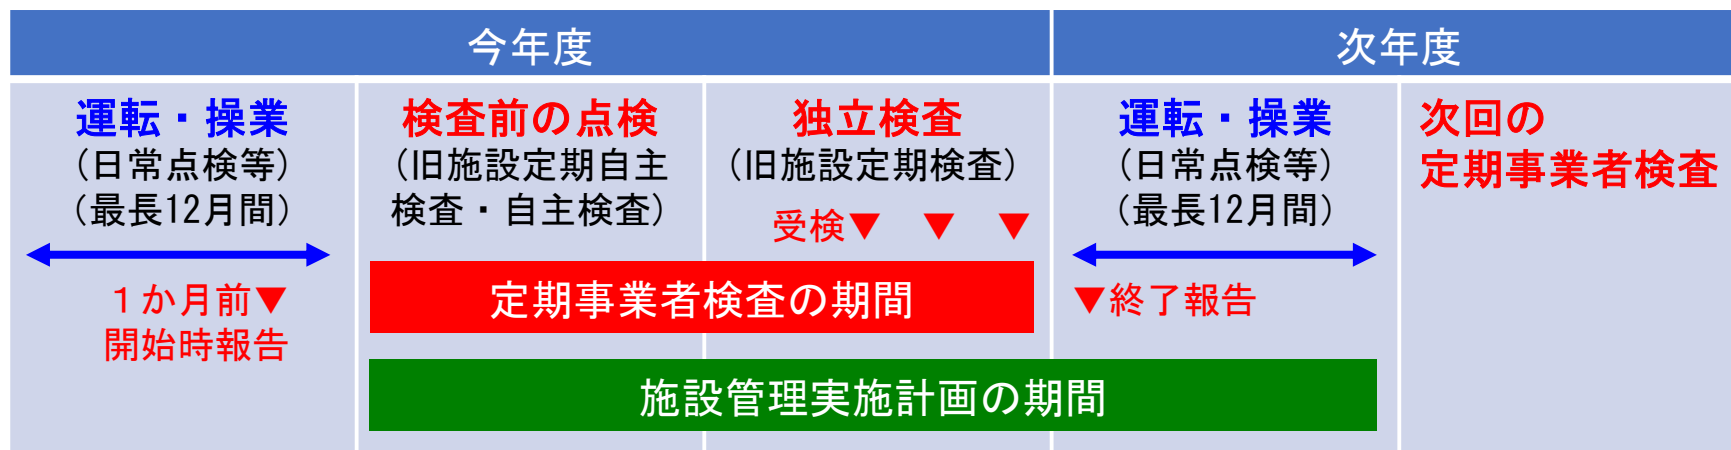 今年度
次年度
運転・操業
(日常点検等)
(最長12月間)
１か月前▼
開始時報告
検査前の点検
(旧施設定期自主
検査・自主検査)
独立検査
(旧施設定期検査)
受検▼ ▼ ▼
定期事業者検査の期間
施設管理実施計画の期間
運転・操業
(日常点検等)
(最長12月間)
▼終了報告
次回の
定期事業者検査